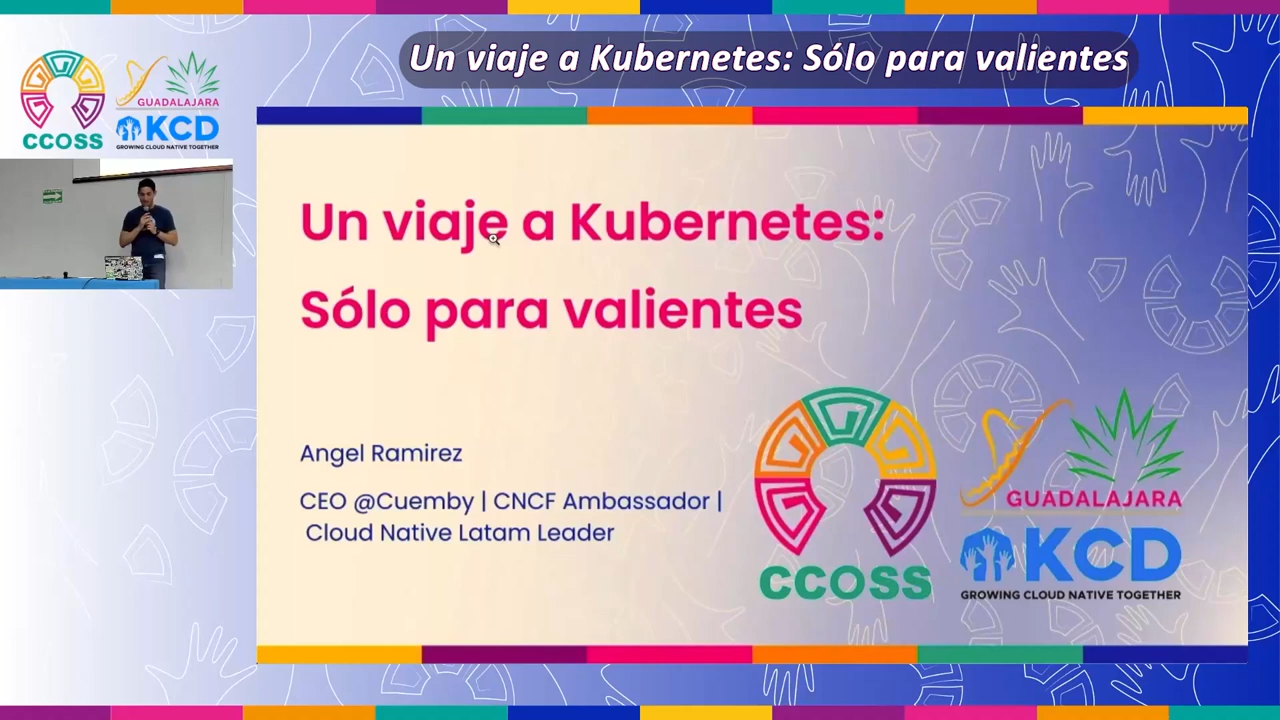 Un viaje a Kubernetes: Sólo para valientes
CCOSS
GUADALAJARA
KCD
GROWING CLOUD NATIVE TOGETHER
Un viaje a Kubernetes:
Sólo para valientes
Angel Ramirez
CEO @Cuemby | CNCF Ambassador |
Cloud Native Latam Leader
CCOSS
GUADALAJARA
KCD
GROWING CLOUD NATIVE TOGETHER